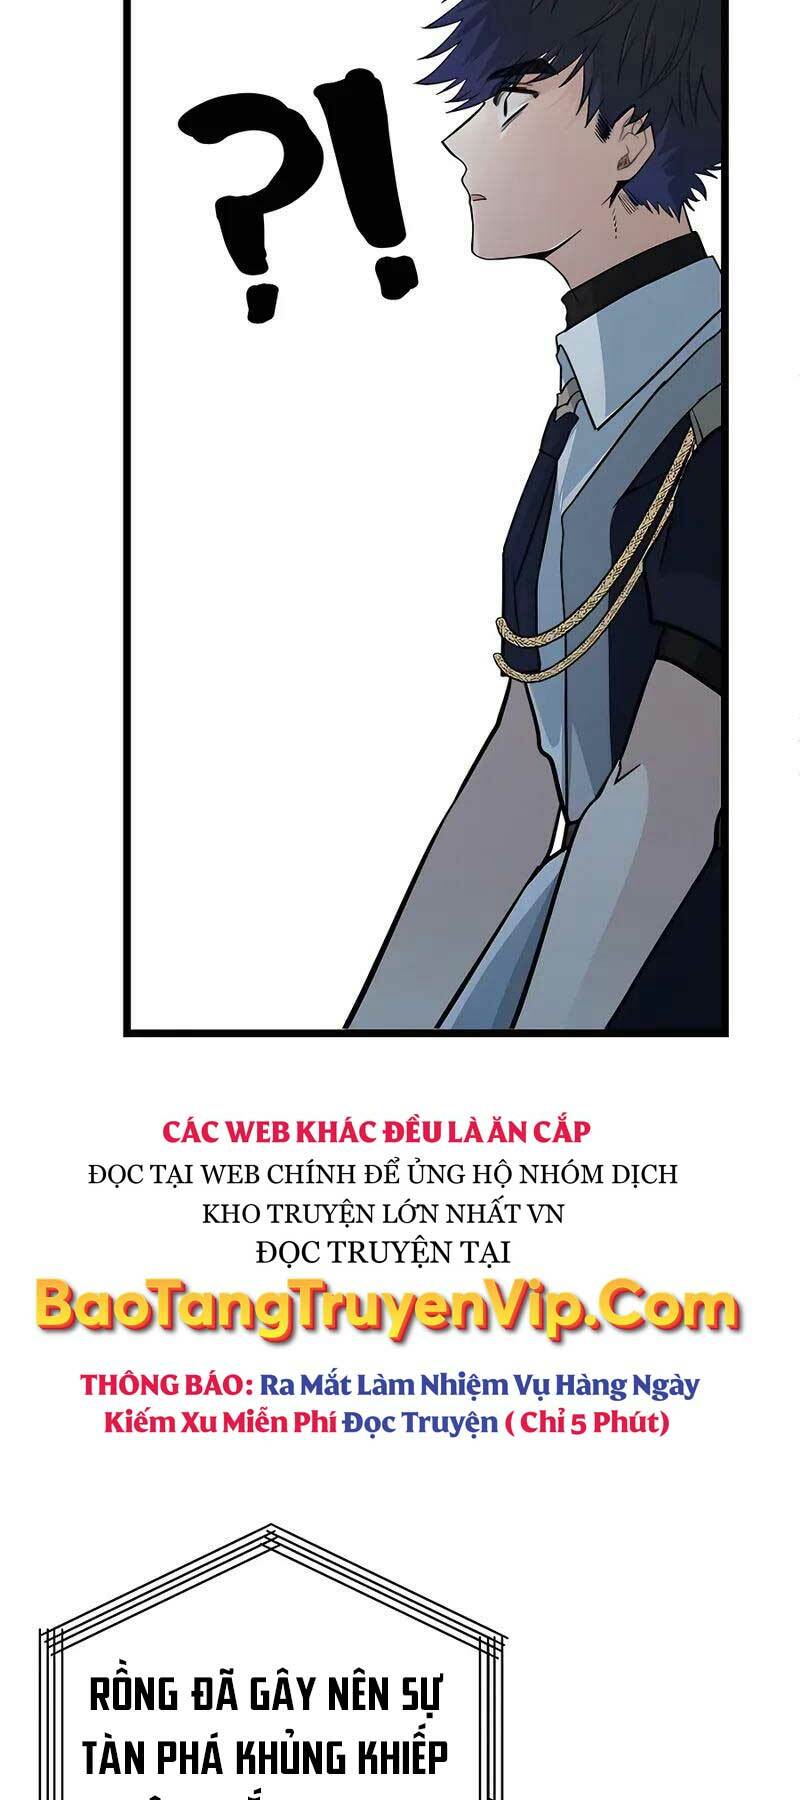 ?!
CÁC WEB KHÁC ĐỀU LÀ ĂN CẮP
ĐỌC TẠI WEB CHÍNH ĐỂ ỦNG HỘ NHÓM DỊCH
KHO TRUYỆN LỚN NHẤT VN
ĐỌC TRUYỆN TẠI
BaoTangTruyenVip.Com
THÔNG BÁO: Ra Mắt Làm Nhiệm Vụ Hàng Ngày
Kiếm Xu Miễn Phí Đọc Truyện ( Chỉ 5 Phút)
RỒNG ĐÃ GÂY NÊN SỰ
TÀN PHÁ KHỦNG KHIẾP